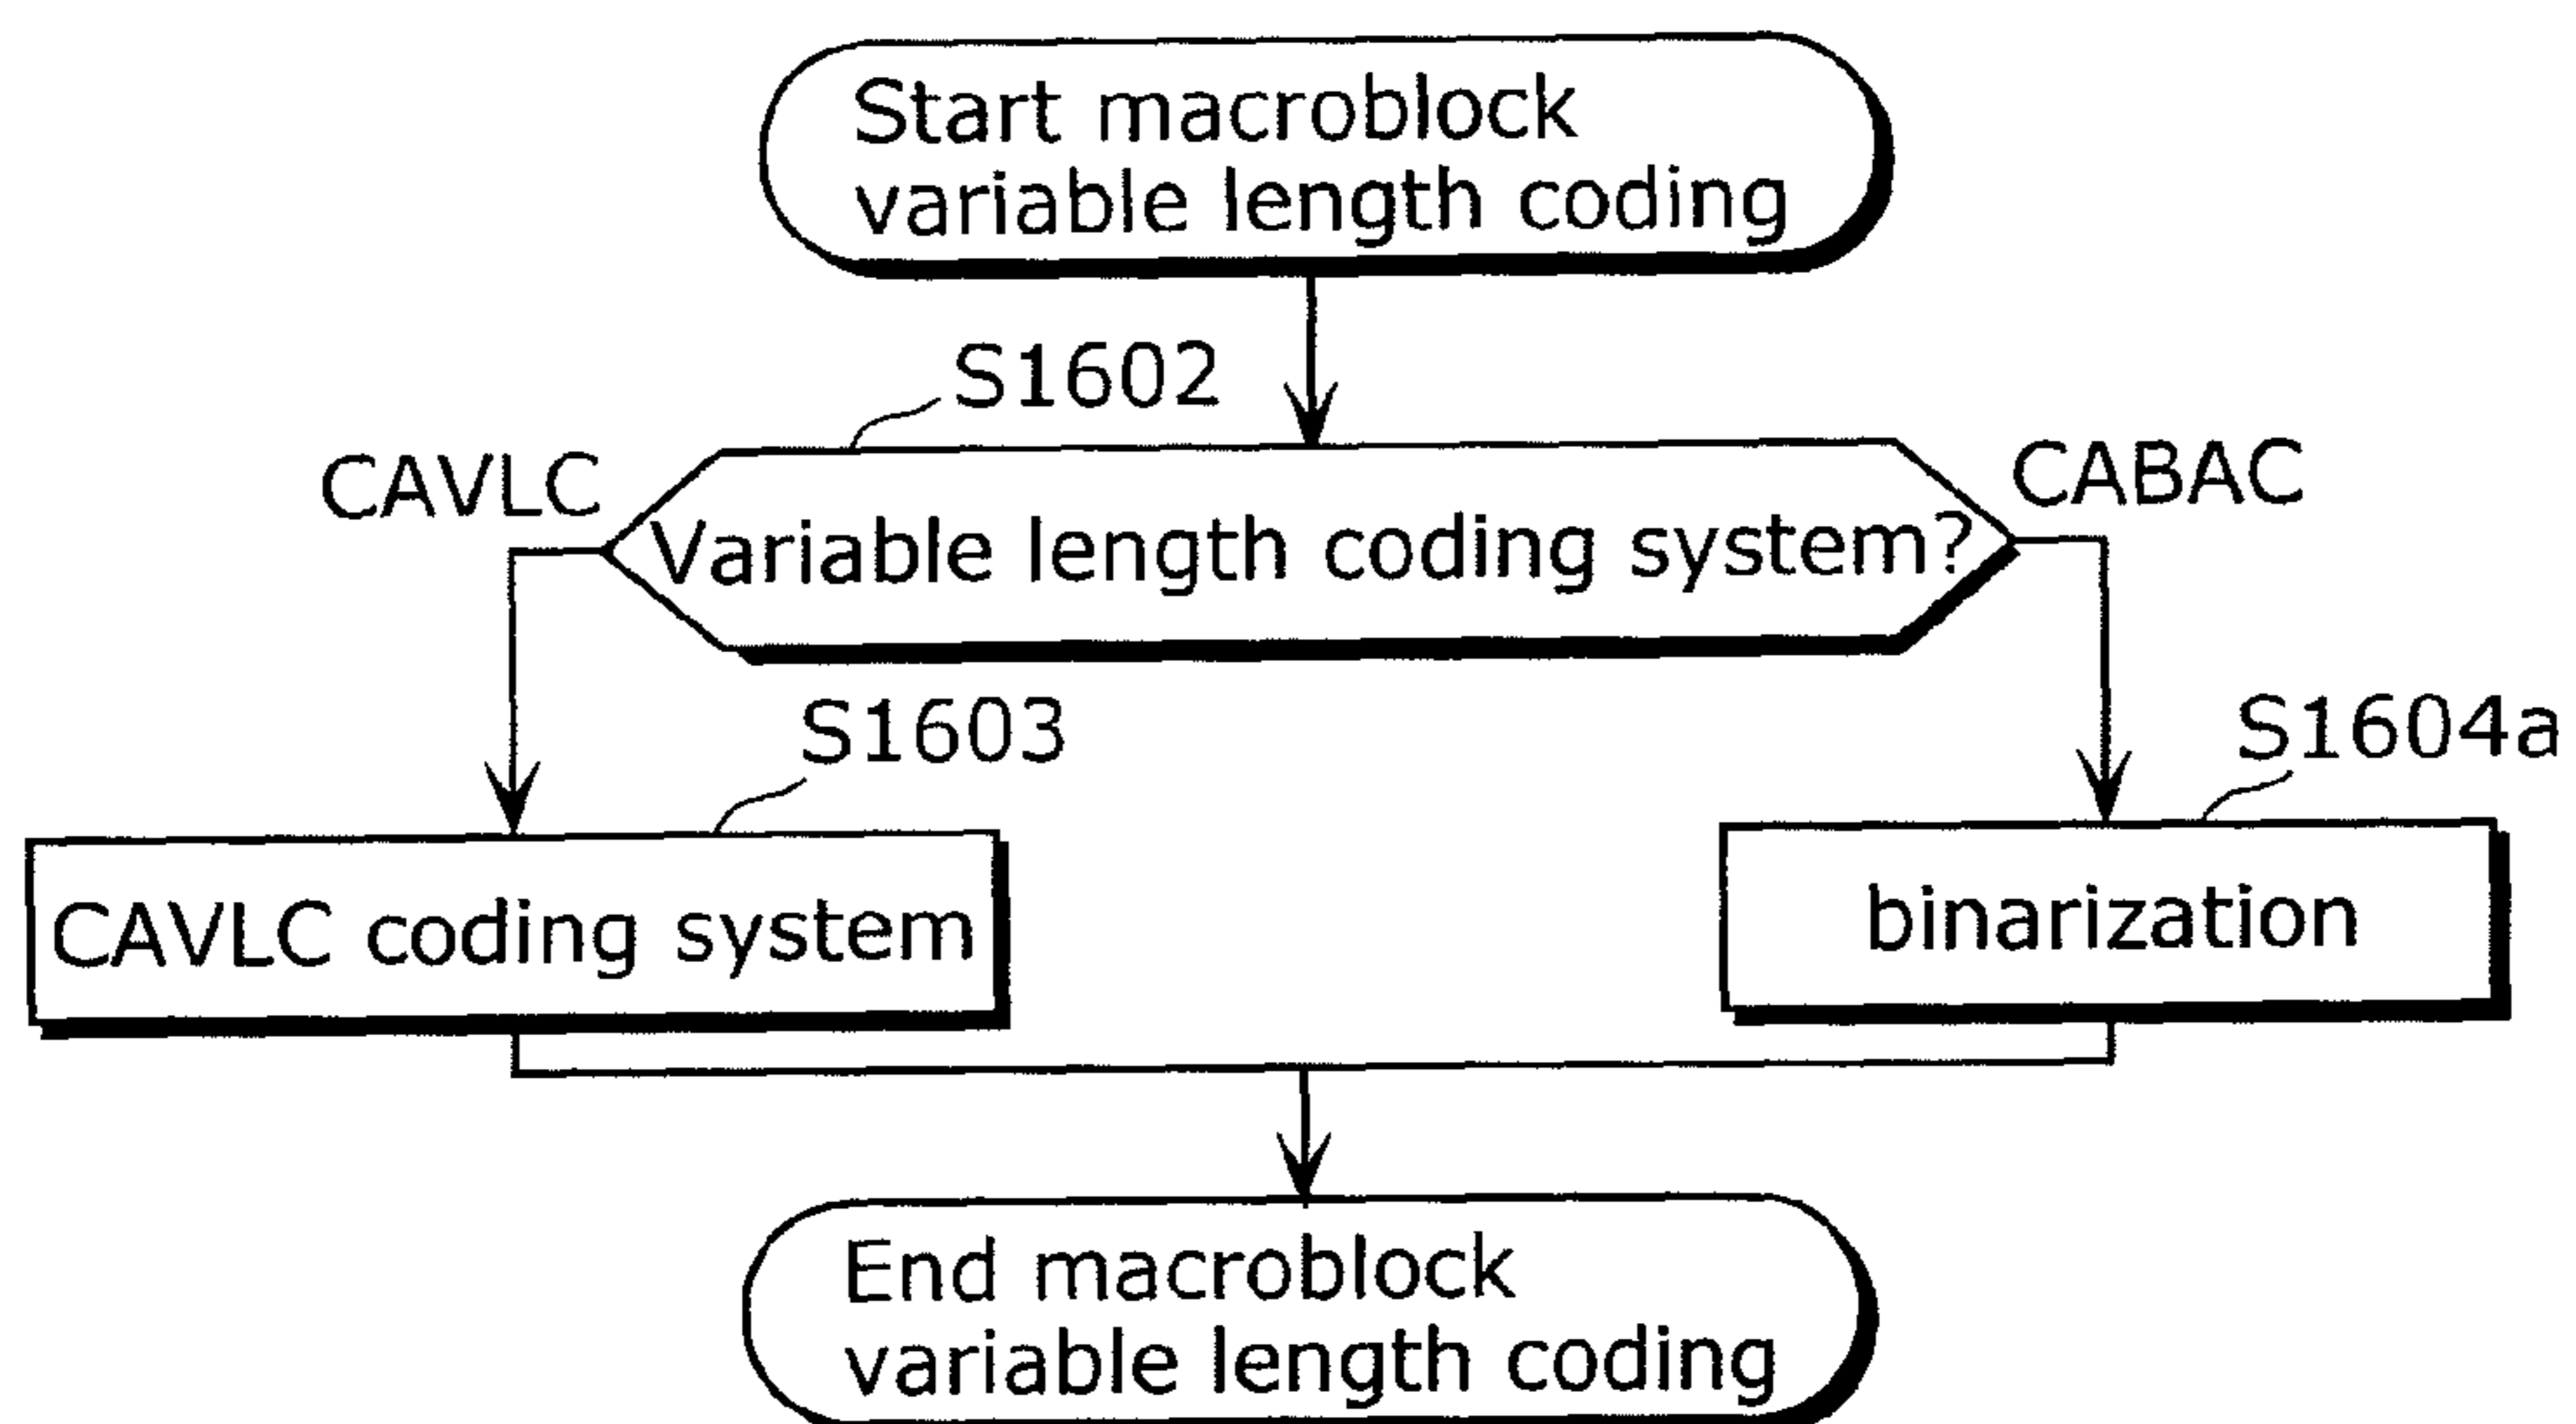 Start macroblock
variable length coding
S1602
CAVLC
CABAC
Variable length coding system?
S1603
S1604a
CAVLC coding system
binarization
End macroblock
variable length coding